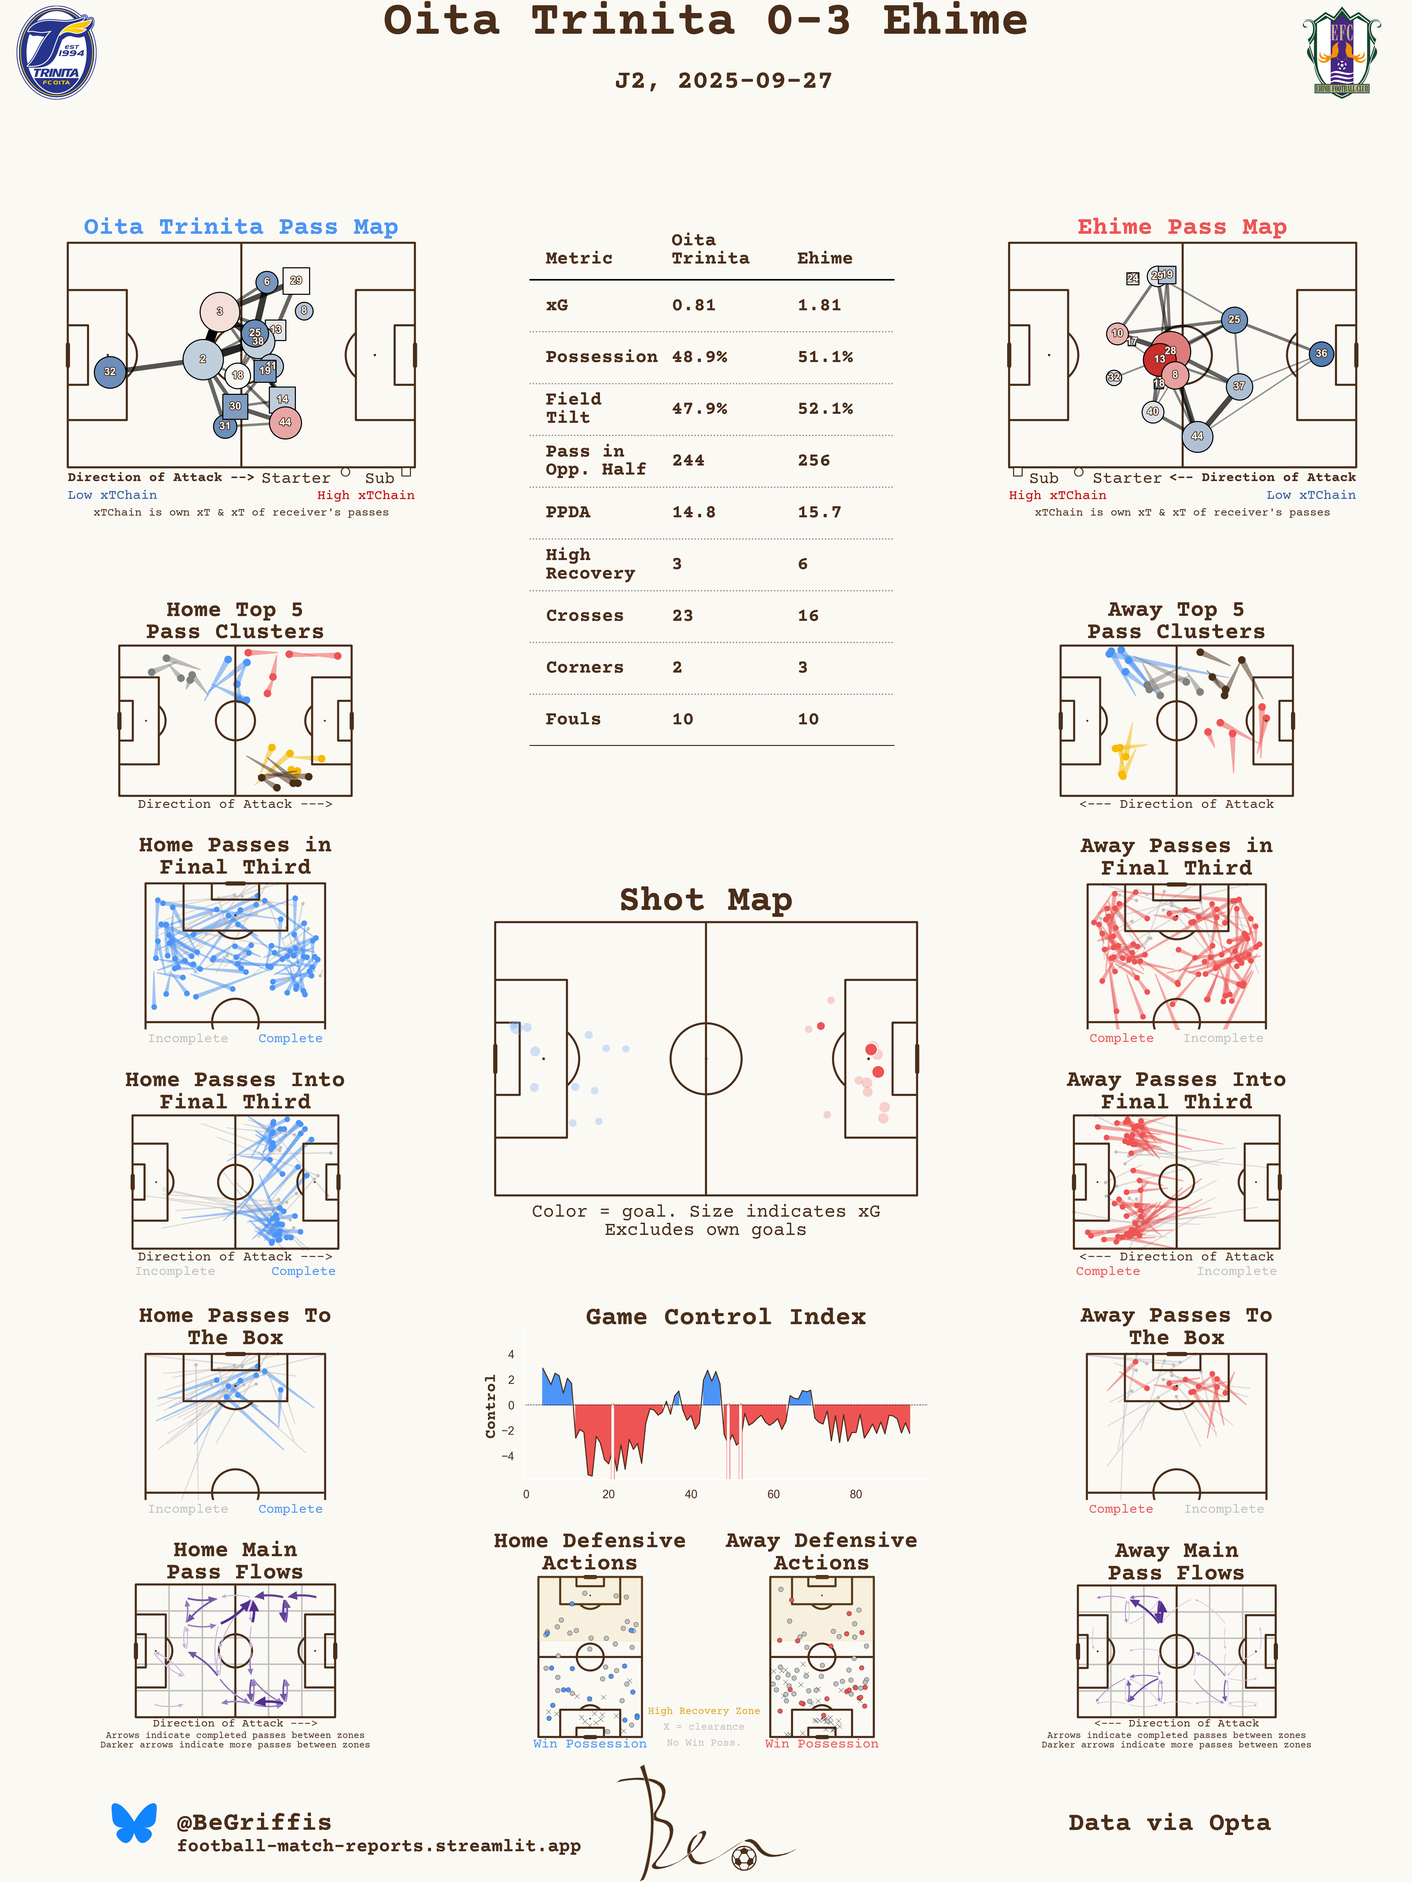 Oita Trinita 0-3 Ehime
J2, 2025-09-27
EST
1994
TRINITA
FC OITA
EFC
EHIME FOOTBALL CLUB
Oita Trinita Pass Map
32
2
3
6
29
8
13
25
38
11
19
18
14
30
31
44
Direction of Attack --> Starter Sub
Low xTChain High xTChain
xTChain is own xT & xT of receiver's passes
Metric Oita Trinita Ehime
xG 0.81 1.81
Possession 48.9% 51.1%
Field Tilt 47.9% 52.1%
Pass in Opp. Half 244 256
PPDA 14.8 15.7
High Recovery 3 6
Crosses 23 16
Corners 2 3
Fouls 10 10
Ehime Pass Map
24
29
19
10
17
25
28
13
8
36
32
18
37
40
44
Sub Starter <-- Direction of Attack
High xTChain Low xTChain
xTChain is own xT & xT of receiver's passes
Home Top 5
Pass Clusters
Direction of Attack --->
Away Top 5
Pass Clusters
<--- Direction of Attack
Home Passes in
Final Third
Incomplete Complete
Away Passes in
Final Third
Complete Incomplete
Shot Map
Color = goal. Size indicates xG
Excludes own goals
Home Passes Into
Final Third
Direction of Attack --->
Incomplete Complete
Away Passes Into
Final Third
<--- Direction of Attack
Complete Incomplete
Home Passes To
The Box
Incomplete Complete
Game Control Index
Control
4
2
0
−2
−4
0 20 40 60 80
Away Passes To
The Box
Complete Incomplete
Home Main
Pass Flows
Direction of Attack --->
Arrows indicate completed passes between zones
Darker arrows indicate more passes between zones
Home Defensive
Actions
Win Possession
Away Defensive
Actions
Win Possession
High Recovery Zone
X = clearance
No Win Poss.
Away Main
Pass Flows
<--- Direction of Attack
Arrows indicate completed passes between zones
Darker arrows indicate more passes between zones
@BeGriffis
football-match-reports.streamlit.app
Ben
Data via Opta